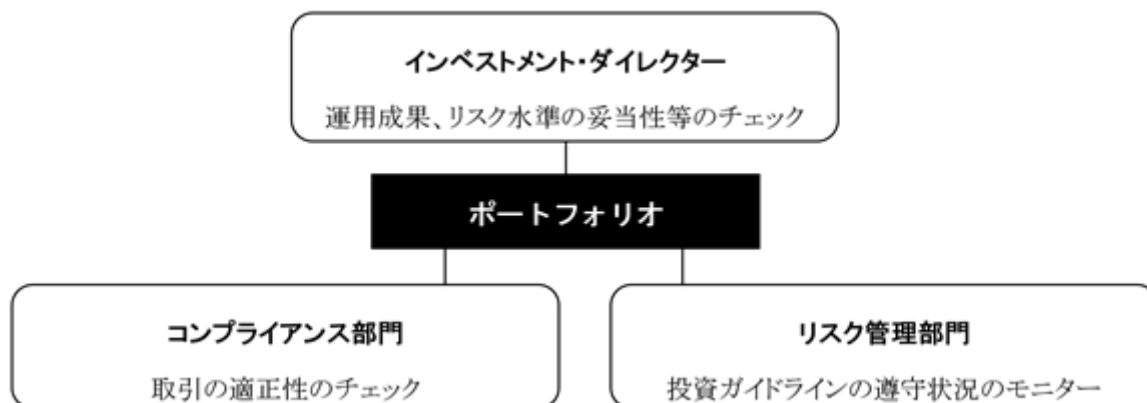 インベストメント・ダイレクター
運用成果、リスク水準の妥当性等のチェック
ポートフォリオ
コンプライアンス部門
取引の適正性のチェック
リスク管理部門
投資ガイドラインの遵守状況のモニター